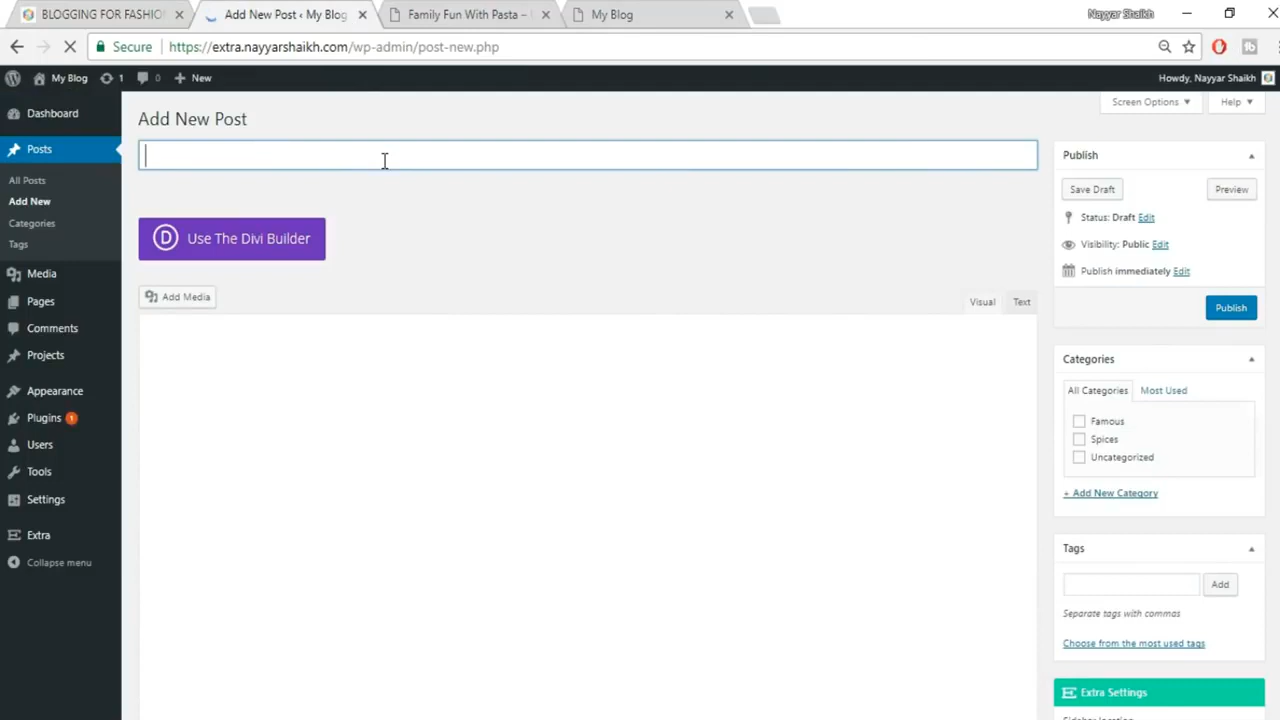 BLOGGING FOR FASHIO
Add New Post ‹ My Blog
Family Fun With Pasta –
My Blog
Nayyar Shaikh
Secure
https://extra.nayyarshaikh.com/wp-admin/post-new.php
My Blog
1
0
New
Howdy, Nayyar Shaikh
Screen Options ▼
Help ▼
Dashboard
Posts
All Posts
Add New
Categories
Tags
Media
Pages
Comments
Projects
Appearance
Plugins 1
Users
Tools
Settings
Extra
Collapse menu
Add New Post
D Use The Divi Builder
Add Media
Visual
Text
Publish
Save Draft
Preview
Status: Draft Edit
Visibility: Public Edit
Publish immediately Edit
Publish
Categories
All Categories
Most Used
Famous
Spices
Uncategorized
+ Add New Category
Tags
Add
Separate tags with commas
Choose from the most used tags
Extra Settings
Sidebar location